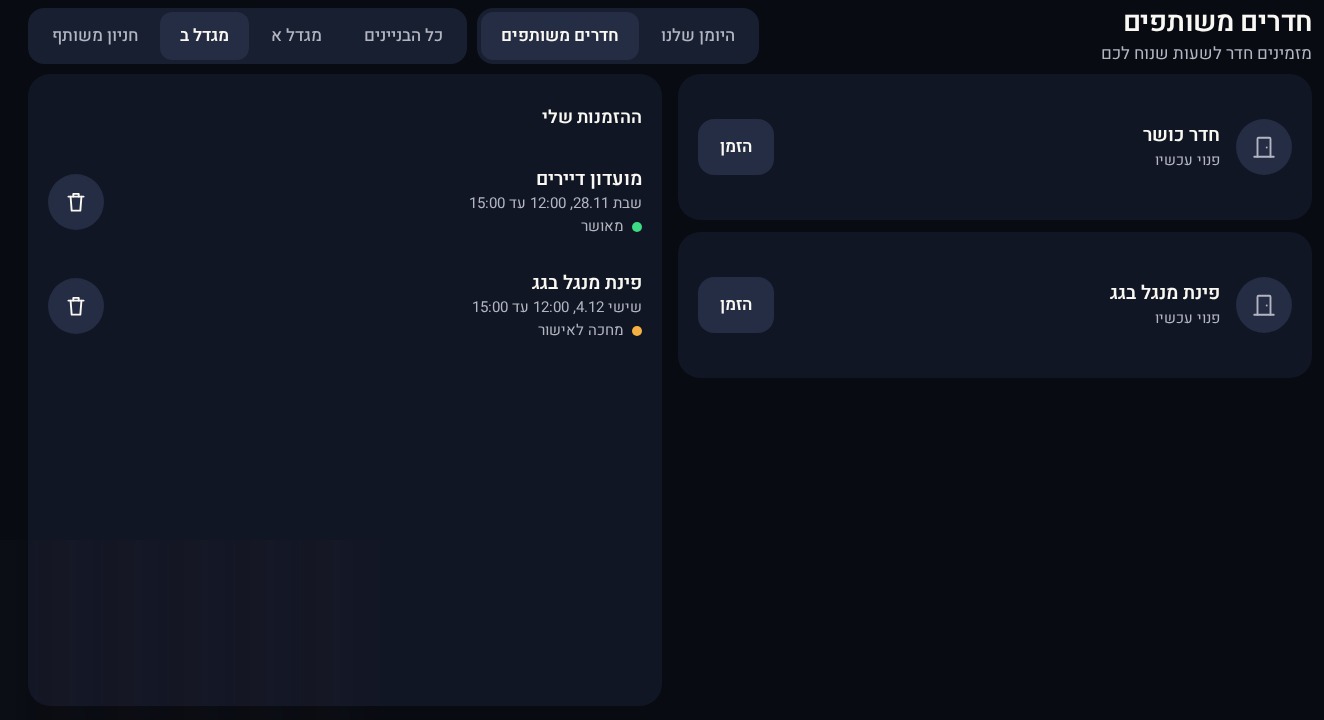 חדרים משותפים
מזמינים חדר לשעות שנוח לכם
היומן שלנו
חדרים משותפים
כל הבניינים
מגדל א
מגדל ב
חניון משותף
חדר כושר
פנוי עכשיו
הזמן
פינת מנגל בגג
פנוי עכשיו
הזמן
ההזמנות שלי
מועדון דיירים
שבת 28.11, 12:00 עד 15:00
מאושר
פינת מנגל בגג
שישי 4.12, 12:00 עד 15:00
מחכה לאישור